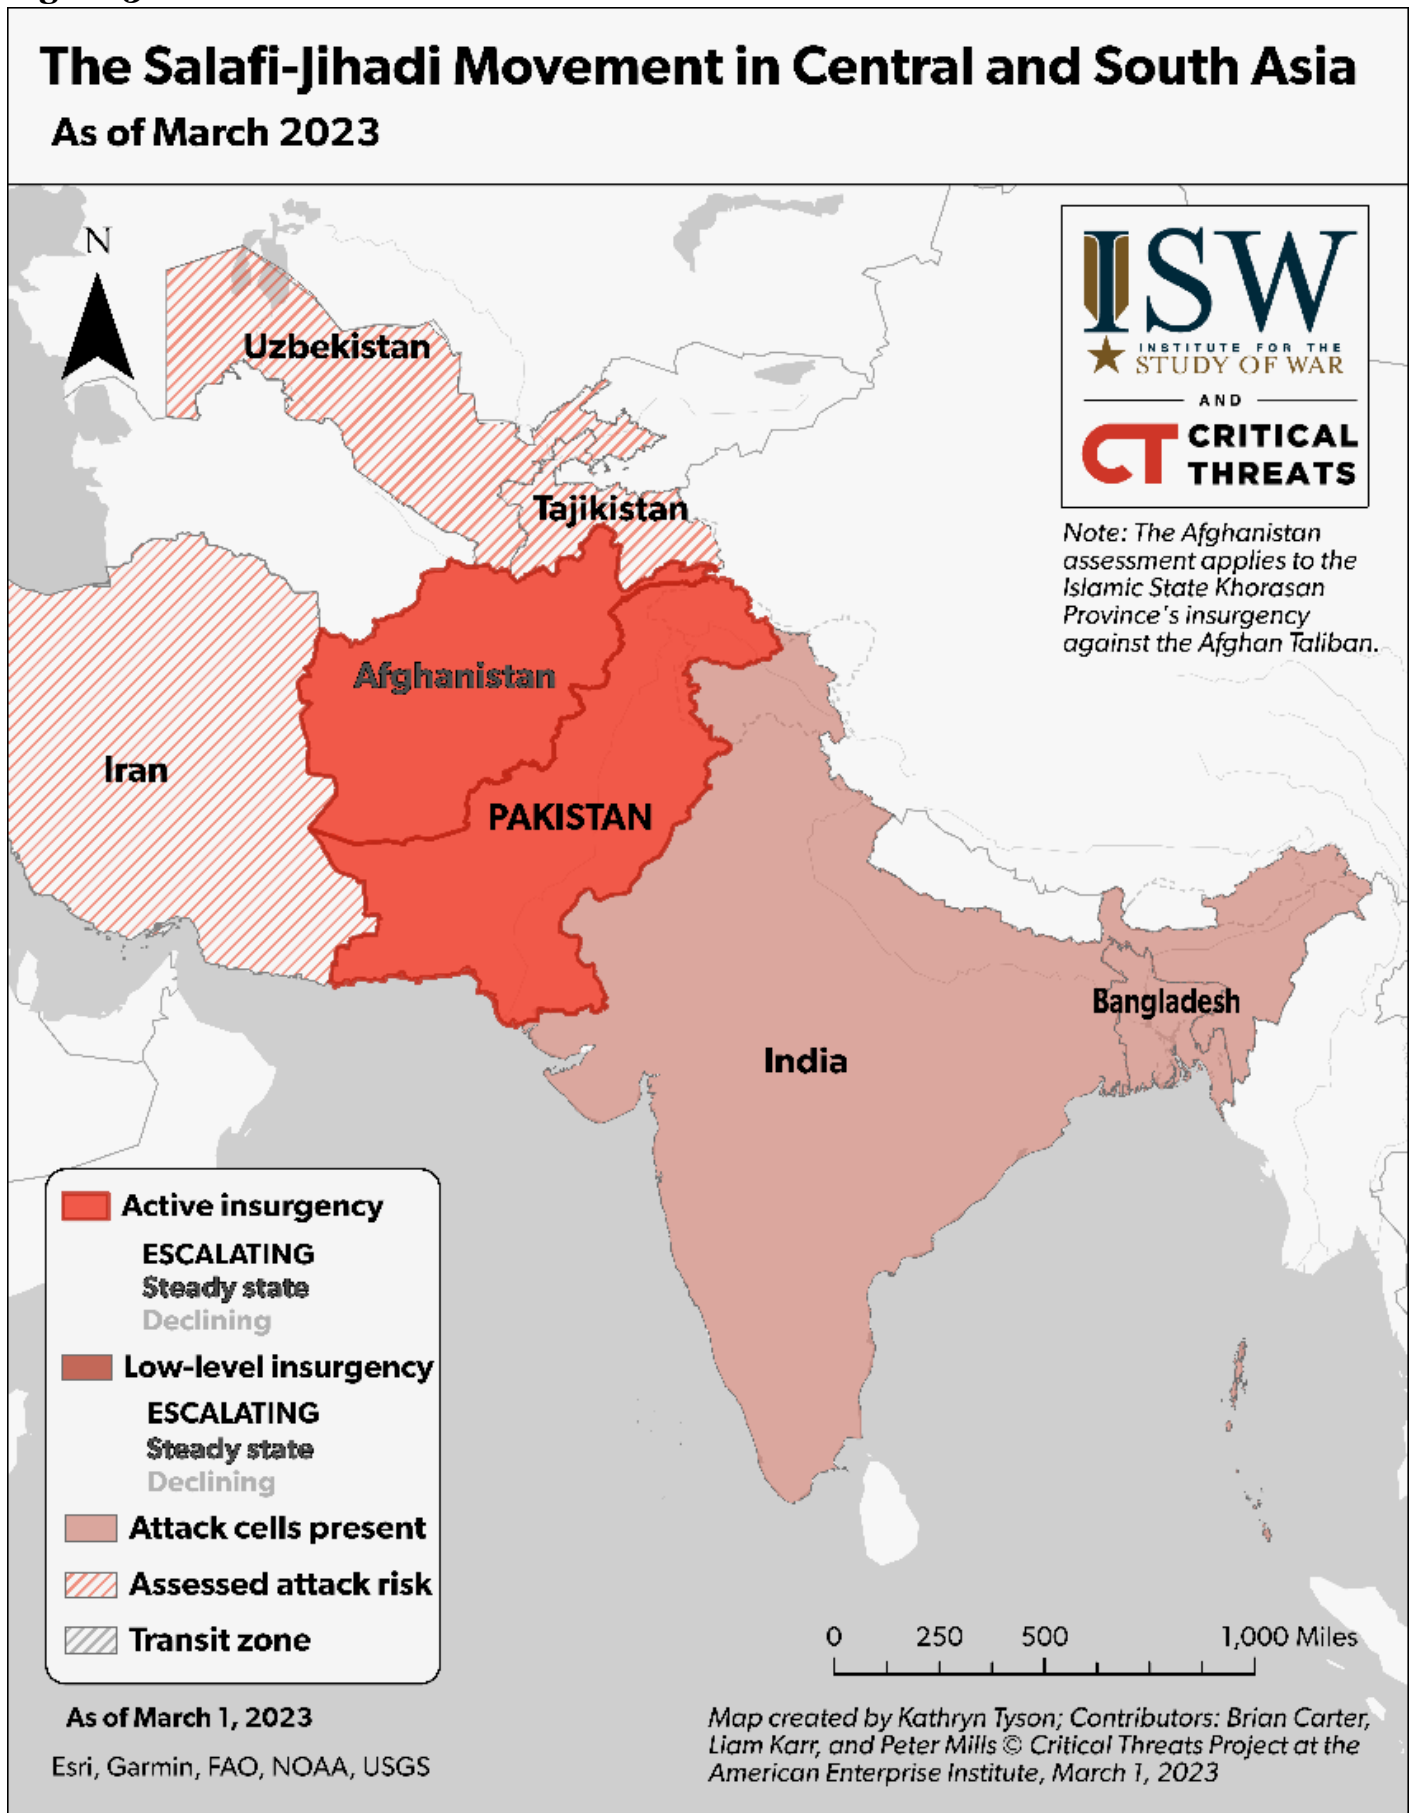 The Salafi-Jihadi Movement in Central and South Asia
As of March 2023
N
ISW
INSTITUTE FOR THE
STUDY OF WAR
AND
CT CRITICAL
THREATS
Note: The Afghanistan
assessment applies to the
Islamic State Khorasan
Province's insurgency
against the Afghan Taliban.
Uzbekistan
Tajikistan
Afghanistan
Iran
PAKISTAN
Bangladesh
India
Active insurgency
ESCALATING
Steady state
Declining
Low-level insurgency
ESCALATING
Steady state
Declining
Attack cells present
Assessed attack risk
Transit zone
0 250 500 1,000 Miles
As of March 1, 2023
Esri, Garmin, FAO, NOAA, USGS
Map created by Kathryn Tyson; Contributors: Brian Carter,
Liam Karr, and Peter Mills © Critical Threats Project at the
American Enterprise Institute, March 1, 2023